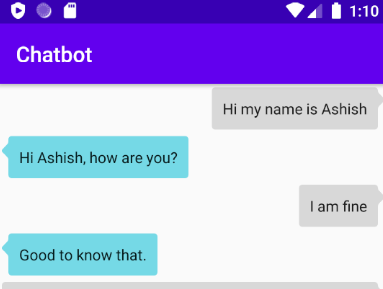 1:10
Chatbot
Hi my name is Ashish
Hi Ashish, how are you?
I am fine
Good to know that.